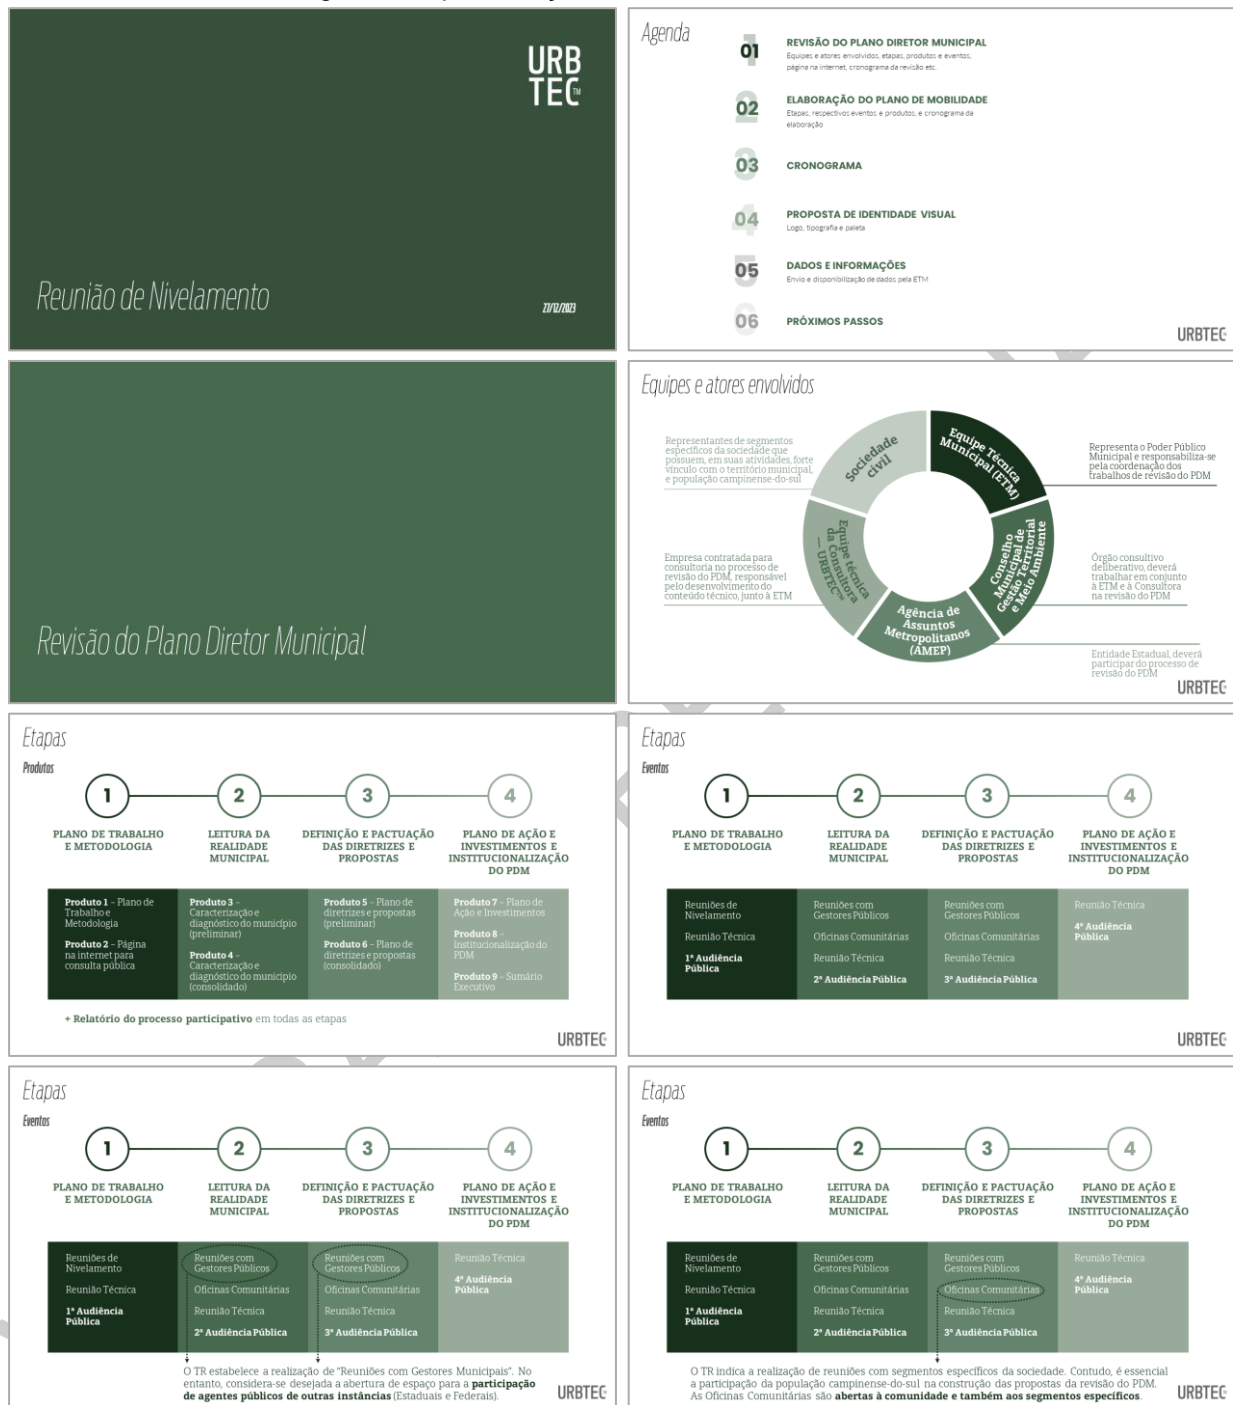 URB
TEC™
Reunião de Nivelamento
27/12/2023
Agenda
01
REVISÃO DO PLANO DIRETOR MUNICIPAL
Equipes e atores envolvidos, etapas, produtos e eventos,
página na internet, cronograma da revisão etc.
02
ELABORAÇÃO DO PLANO DE MOBILIDADE
Etapas, respectivos eventos e produtos, e cronograma da
elaboração
03
CRONOGRAMA
04
PROPOSTA DE IDENTIDADE VISUAL
Logo, tipografia e paleta
05
DADOS E INFORMAÇÕES
Envio e disponibilização de dados pela ETM
06
PRÓXIMOS PASSOS
URBTEC
Revisão do Plano Diretor Municipal
Equipes e atores envolvidos
Representantes de segmentos
específicos da sociedade que
possuem, em suas atividades, forte
vínculo com o território municipal,
e população campinense-do-sul
Empresa contratada para
consultoria no processo de
revisão do PDM, responsável
pelo desenvolvimento do
conteúdo técnico, junto à ETM
Sociedade
civil
Equipe Técnica
Municipal (ETM)
Conselho
Municipal de
Gestão Territorial
e Meio Ambiente
Agência de
Assuntos
Metropolitanos
(AMEP)
Equipe técnica
da Consultora
— URBTEC™
Representa o Poder Público
Municipal e responsabiliza-se
pela coordenação dos
trabalhos de revisão do PDM
Órgão consultivo
deliberativo, deverá
trabalhar em conjunto
à ETM e à Consultora
na revisão do PDM
Entidade Estadual, deverá
participar do processo de
revisão do PDM
URBTEC
Etapas
Produtos
1
2
3
4
PLANO DE TRABALHO
E METODOLOGIA
LEITURA DA
REALIDADE
MUNICIPAL
DEFINIÇÃO E PACTUAÇÃO
DAS DIRETRIZES E
PROPOSTAS
PLANO DE AÇÃO E
INVESTIMENTOS E
INSTITUCIONALIZAÇÃO
DO PDM
Produto 1 – Plano de
Trabalho e
Metodologia
Produto 2 – Página
na internet para
consulta pública
Produto 3 –
Caracterização e
diagnóstico do município
(preliminar)
Produto 4 –
Caracterização e
diagnóstico do município
(consolidado)
Produto 5 – Plano de
diretrizes e propostas
(preliminar)
Produto 6 – Plano de
diretrizes e propostas
(consolidado)
Produto 7 – Plano de
Ação e Investimentos
Produto 8 –
Institucionalização do
PDM
Produto 9 – Sumário
Executivo
+ Relatório do processo participativo em todas as etapas
URBTEC
Etapas
Eventos
1
2
3
4
PLANO DE TRABALHO
E METODOLOGIA
LEITURA DA
REALIDADE
MUNICIPAL
DEFINIÇÃO E PACTUAÇÃO
DAS DIRETRIZES E
PROPOSTAS
PLANO DE AÇÃO E
INVESTIMENTOS E
INSTITUCIONALIZAÇÃO
DO PDM
Reuniões de
Nivelamento
Reunião Técnica
1ª Audiência
Pública
Reuniões com
Gestores Públicos
Oficinas Comunitárias
Reunião Técnica
2ª Audiência Pública
Reuniões com
Gestores Públicos
Oficinas Comunitárias
Reunião Técnica
3ª Audiência Pública
Reunião Técnica
4ª Audiência
Pública
URBTEC
Etapas
Eventos
1
2
3
4
PLANO DE TRABALHO
E METODOLOGIA
LEITURA DA
REALIDADE
MUNICIPAL
DEFINIÇÃO E PACTUAÇÃO
DAS DIRETRIZES E
PROPOSTAS
PLANO DE AÇÃO E
INVESTIMENTOS E
INSTITUCIONALIZAÇÃO
DO PDM
Reuniões de
Nivelamento
Reunião Técnica
1ª Audiência
Pública
Reuniões com
Gestores Públicos
Oficinas Comunitárias
Reunião Técnica
2ª Audiência Pública
Reuniões com
Gestores Públicos
Oficinas Comunitárias
Reunião Técnica
3ª Audiência Pública
Reunião Técnica
4ª Audiência
Pública
O TR estabelece a realização de "Reuniões com Gestores Municipais". No
entanto, considera-se desejada a abertura de espaço para a participação
de agentes públicos de outras instâncias (Estaduais e Federais).
URBTEC
Etapas
Eventos
1
2
3
4
PLANO DE TRABALHO
E METODOLOGIA
LEITURA DA
REALIDADE
MUNICIPAL
DEFINIÇÃO E PACTUAÇÃO
DAS DIRETRIZES E
PROPOSTAS
PLANO DE AÇÃO E
INVESTIMENTOS E
INSTITUCIONALIZAÇÃO
DO PDM
Reuniões de
Nivelamento
Reunião Técnica
1ª Audiência
Pública
Reuniões com
Gestores Públicos
Oficinas Comunitárias
Reunião Técnica
2ª Audiência Pública
Reuniões com
Gestores Públicos
Oficinas Comunitárias
Reunião Técnica
3ª Audiência Pública
Reunião Técnica
4ª Audiência
Pública
O TR indica a realização de reuniões com segmentos específicos da sociedade. Contudo, é essencial
a participação da população campinense-do-sul na construção das propostas da revisão do PDM.
As Oficinas Comunitárias são abertas à comunidade e também aos segmentos específicos.
URBTEC